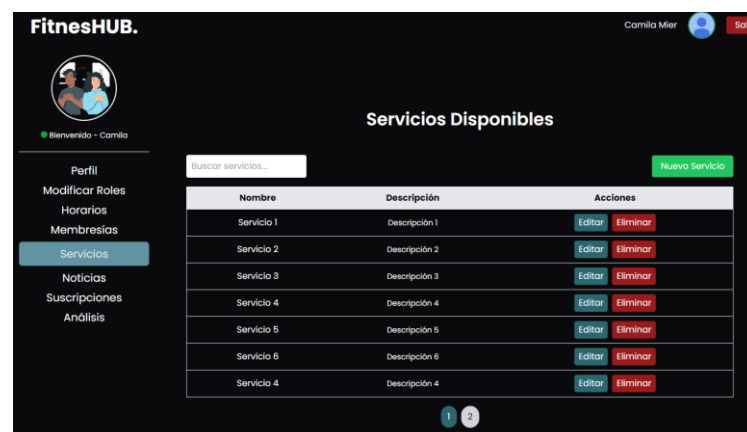 FitnesHUB.
Camila Mier
Bienvenido - Camila
Perfil
Modificar Roles
Horarios
Membresías
Servicios
Noticias
Suscripciones
Análisis
Servicios Disponibles
Buscar servicios...
Nuevo Servicio
Nombre Descripción Acciones
Servicio 1 Descripción 1 Editar Eliminar
Servicio 2 Descripción 2 Editar Eliminar
Servicio 3 Descripción 3 Editar Eliminar
Servicio 4 Descripción 4 Editar Eliminar
Servicio 5 Descripción 5 Editar Eliminar
Servicio 6 Descripción 6 Editar Eliminar
Servicio 4 Descripción 4 Editar Eliminar
1 2